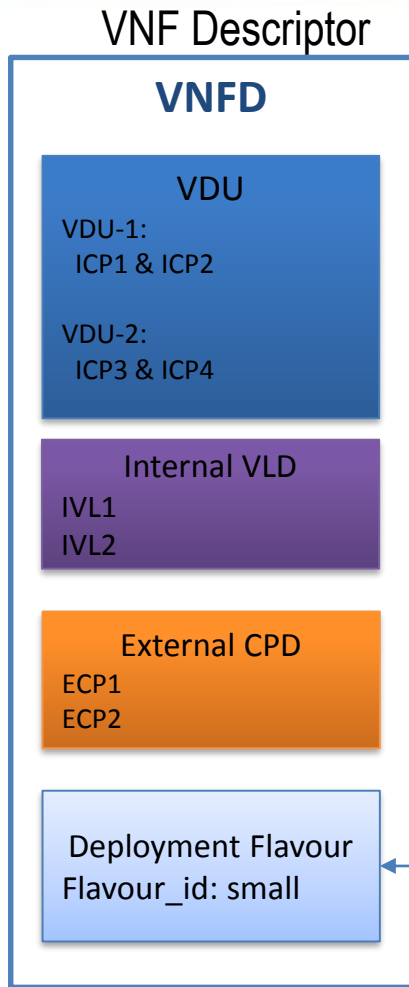 VNF Descriptor
VNFD
VDU
VDU-1:
ICP1 & ICP2
VDU-2:
ICP3 & ICP4
Internal VLD
IVL1
IVL2
External CPD
ECP1
ECP2
Deployment Flavour
Flavour_id: small